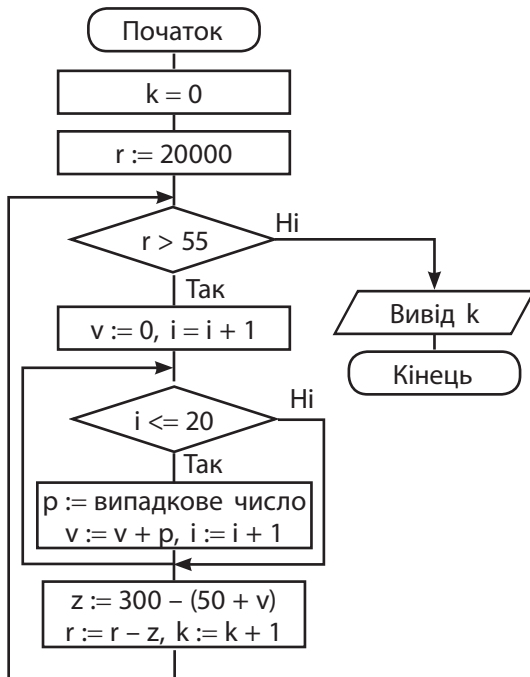 Початок
k = 0
r := 20000
r > 55
Ні
Так
v := 0, i = i + 1
Вивід k
Кінець
i <= 20
Ні
Так
p := випадкове число
v := v + p, i := i + 1
z := 300 – (50 + v)
r := r – z, k := k + 1